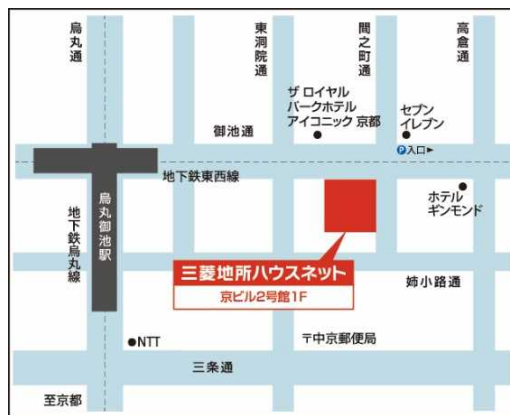 烏丸通
東洞院通
間之町通
高倉通
ザ ロイヤル
パークホテル
アイコニック 京都
セブン
イレブン
御池通
P入口►
地下鉄東西線
烏丸御池駅
地下鉄烏丸線
ホテル
ギンモンド
三菱地所ハウスネット
京ビル2号館1F
姉小路通
NTT
〒中京郵便局
三条通
至京都